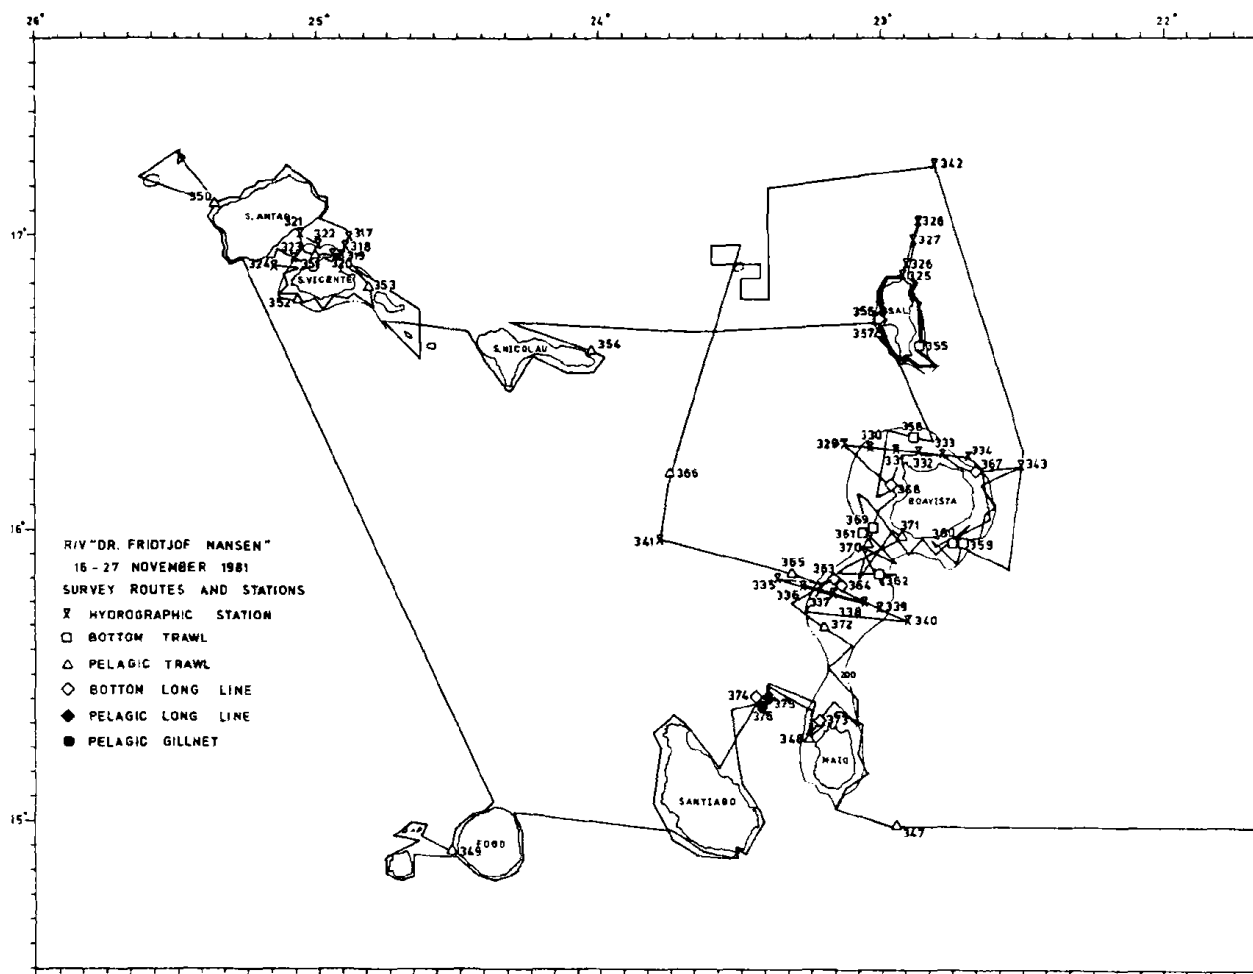 26° 25° 24° 23° 22°
342
350
S. ANTAO
328
321 322 317
17°
327
323 318
319
326
324 320
325
S.VICENTE
353
352
356 SAL
357
355
S.NICOLAU 354
358
330 333
329 334
331 332 367 343
366
368
BOAVISTA
16°
369 371 360
361 359
341 370
R/V "DR. FRIDTJOF NANSEN"
16 - 27 NOVEMBER 1981
SURVEY ROUTES AND STATIONS
HYDROGRAPHIC STATION
BOTTOM TRAWL
PELAGIC TRAWL
BOTTOM LONG LINE
PELAGIC LONG LINE
PELAGIC GILLNET
365 363
335 364 362
336 337
338 339
340
372
200
374 375
376 373
348
MAIO
SANTIAGO
15°
347
FOGO
349